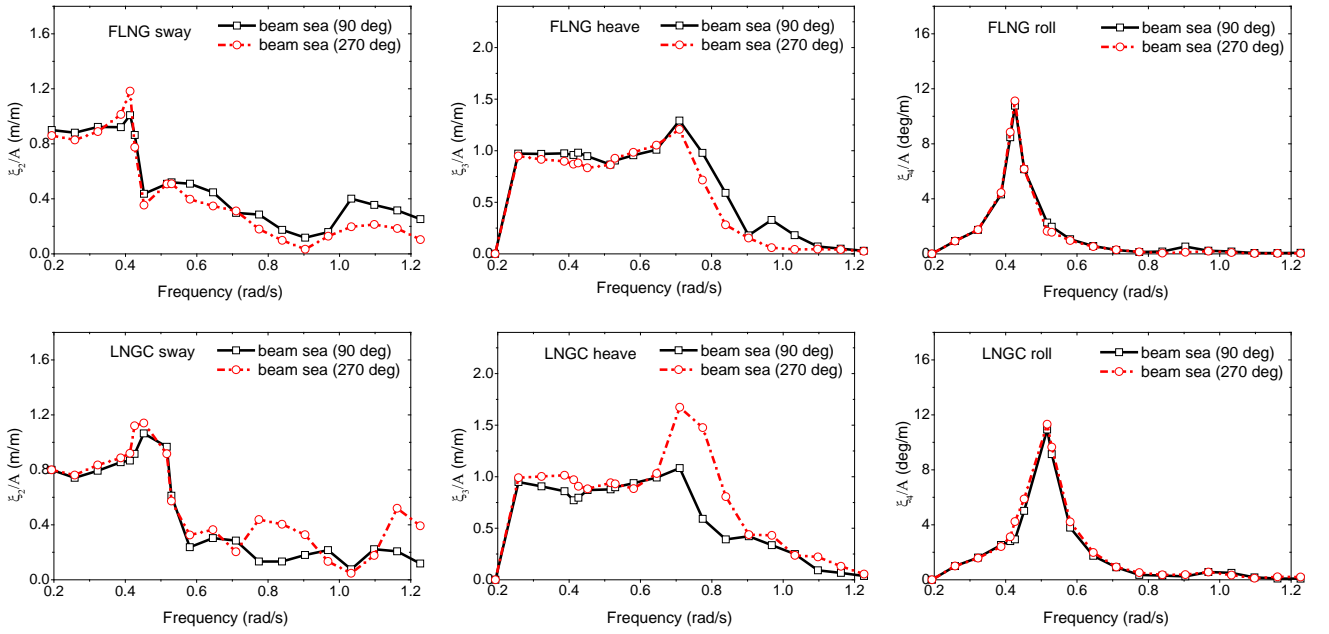 FLNG sway
beam sea (90 deg)
beam sea (270 deg)
ξ2/A (m/m)
1.6
1.2
0.8
0.4
0.0
0.2 0.4 0.6 0.8 1.0 1.2
Frequency (rad/s)
FLNG heave
beam sea (90 deg)
beam sea (270 deg)
ξ3/A (m/m)
2.0
1.5
1.0
0.5
0.0
0.2 0.4 0.6 0.8 1.0 1.2
Frequency (rad/s)
FLNG roll
beam sea (90 deg)
beam sea (270 deg)
ξ4/A (deg/m)
16
12
8
4
0
0.2 0.4 0.6 0.8 1.0 1.2
Frequency (rad/s)
LNGC sway
beam sea (90 deg)
beam sea (270 deg)
ξ2/A (m/m)
1.6
1.2
0.8
0.4
0.0
0.2 0.4 0.6 0.8 1.0 1.2
Frequency (rad/s)
LNGC heave
beam sea (90 deg)
beam sea (270 deg)
ξ3/A (m/m)
2.0
1.5
1.0
0.5
0.0
0.2 0.4 0.6 0.8 1.0 1.2
Frequency (rad/s)
LNGC roll
beam sea (90 deg)
beam sea (270 deg)
ξ4/A (deg/m)
16
12
8
4
0
0.2 0.4 0.6 0.8 1.0 1.2
Frequency (rad/s)